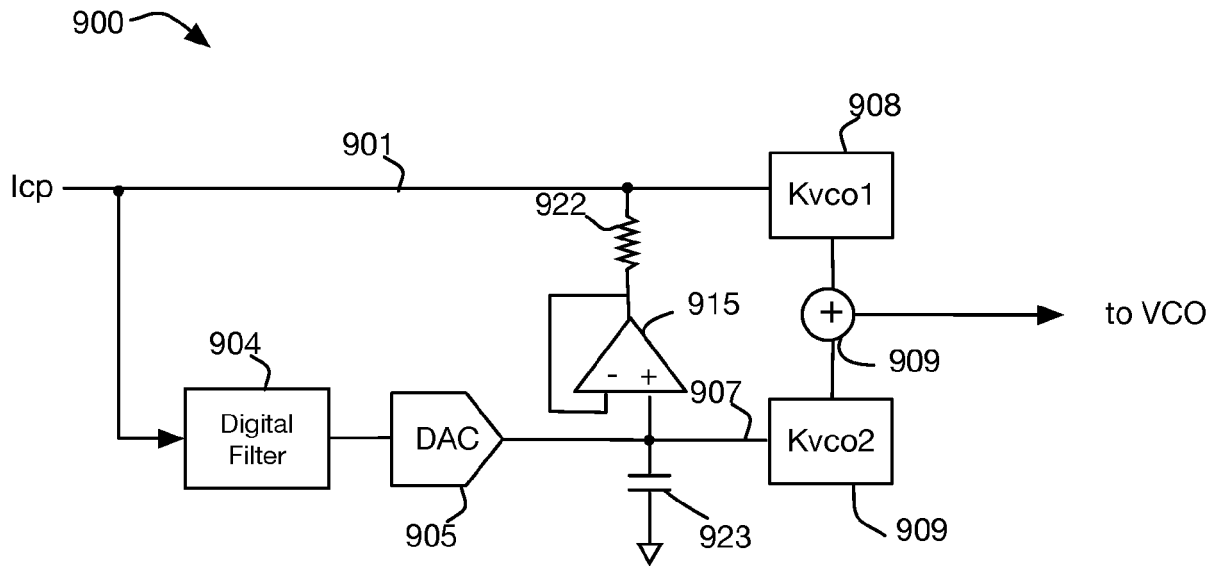 900
908
901
Icp
Kvco1
922
915
+
to VCO
904
909
- +
907
Digital
Filter
DAC
Kvco2
905
923
909